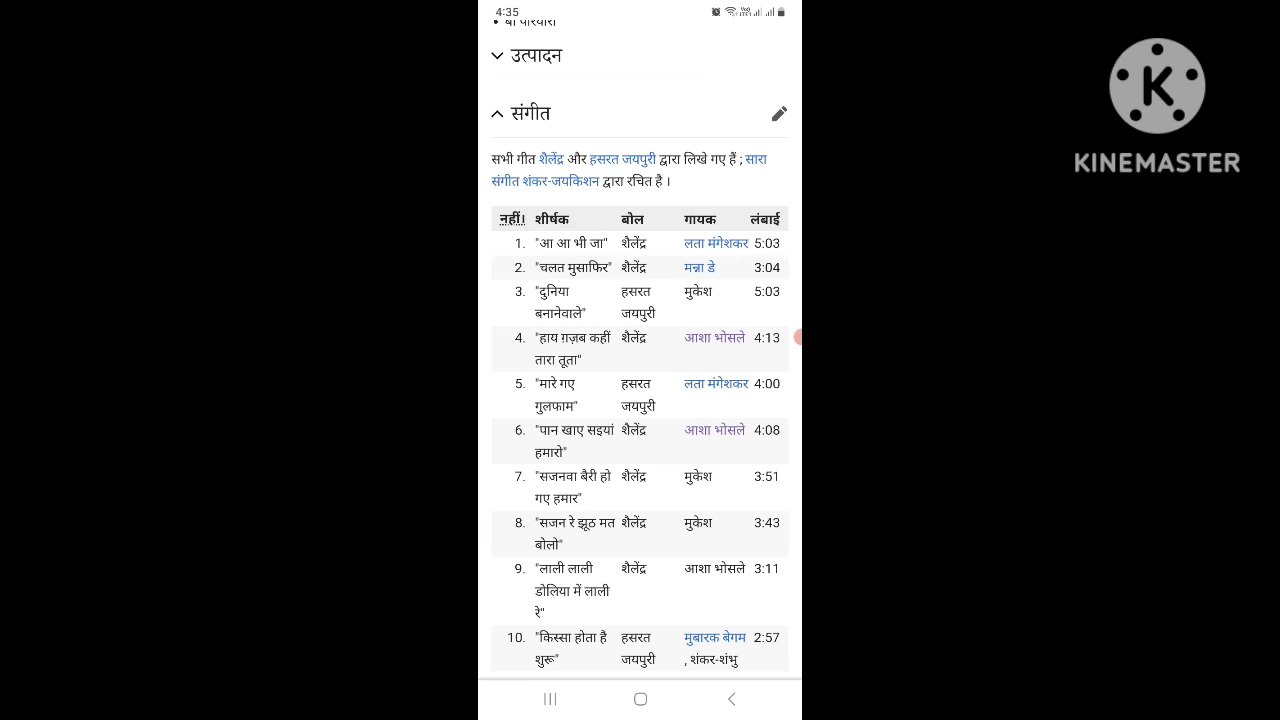 4:35
उत्पादन
संगीत
सभी गीत शैलेंद्र और हसरत जयपुरी द्वारा लिखे गए हैं ; सारा
संगीत शंकर-जयकिशन द्वारा रचित है ।
नहीं। शीर्षक बोल गायक लंबाई
1. "आ आ भी जा" शैलेंद्र लता मंगेशकर 5:03
2. "चलत मुसाफिर" शैलेंद्र मन्ना डे 3:04
3. "दुनिया हसरत मुकेश 5:03
बनानेवाले" जयपुरी
4. "हाय ग़ज़ब कहीं शैलेंद्र आशा भोसले 4:13
तारा तूता"
5. "मारे गए हसरत लता मंगेशकर 4:00
गुलफाम" जयपुरी
6. "पान खाए सइयां शैलेंद्र आशा भोसले 4:08
हमारो"
7. "सजनवा बैरी हो शैलेंद्र मुकेश 3:51
गए हमार"
8. "सजन रे झूठ मत शैलेंद्र मुकेश 3:43
बोलो"
9. "लाली लाली शैलेंद्र आशा भोसले 3:11
डोलिया में लाली
रे"
10. "किस्सा होता है हसरत मुबारक बेगम 2:57
शुरू" जयपुरी , शंकर-शंभु
K
KINEMASTER